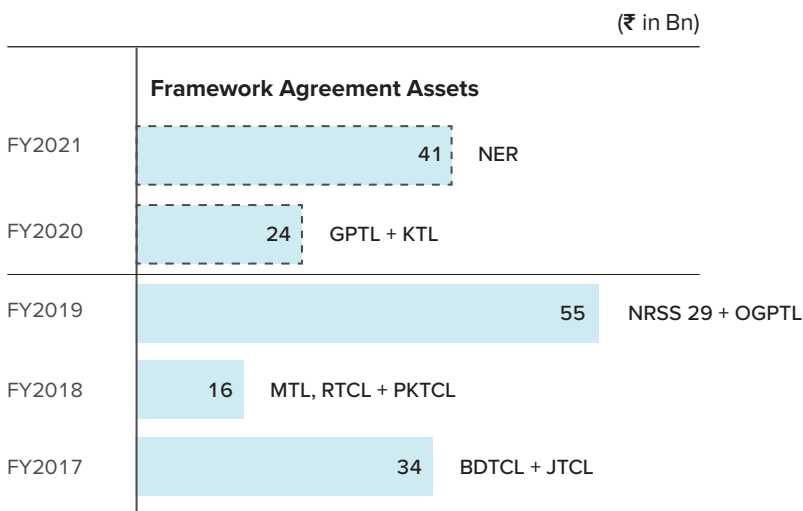 (₹ in Bn)
Framework Agreement Assets
FY2021 41 NER
FY2020 24 GPTL + KTL
FY2019 55 NRSS 29 + OGPTL
FY2018 16 MTL, RTCL + PKTCL
FY2017 34 BDTCL + JTCL